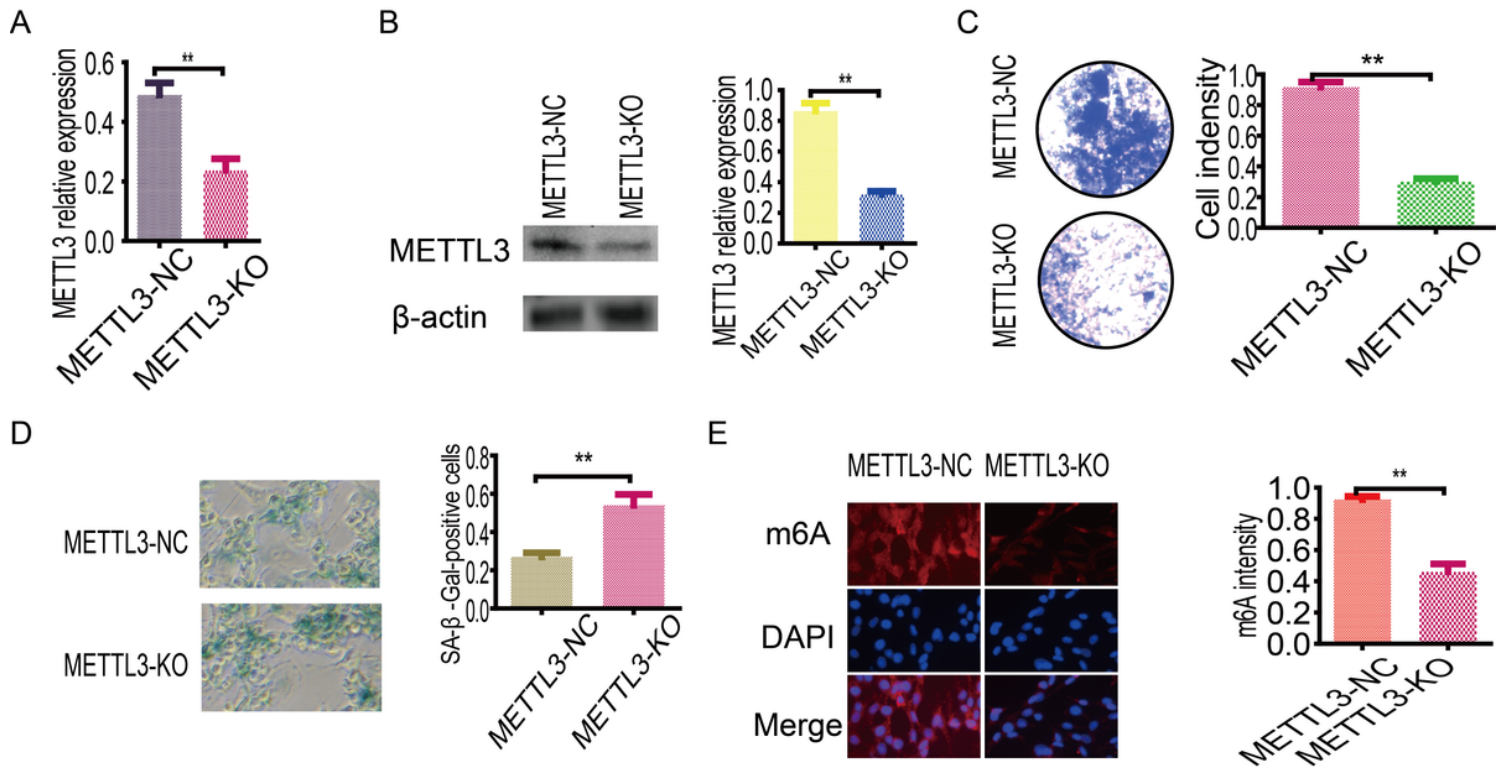 A
METTL3 relative expression
0.6
0.4
0.2
0.0
**
METTL3-NC
METTL3-KO
B
METTL3-NC
METTL3-KO
METTL3
β-actin
METTL3 relative expression
1.0
0.8
0.6
0.4
0.2
0.0
**
METTL3-NC
METTL3-KO
C
METTL3-NC
METTL3-KO
Cell indensity
1.0
0.8
0.6
0.4
0.2
0.0
**
METTL3-NC
METTL3-KO
D
METTL3-NC
METTL3-KO
SA-β -Gal-positive cells
0.8
0.6
0.4
0.2
0.0
**
METTL3-NC
METTL3-KO
E
METTL3-NC METTL3-KO
m6A
DAPI
Merge
m6A intensity
1.0
0.8
0.6
0.4
0.2
0.0
**
METTL3-NC
METTL3-KO